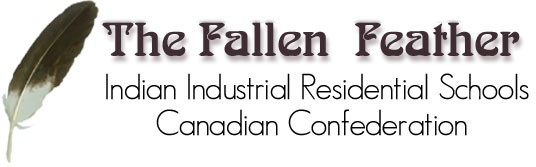 The Fallen Feather
Indian Industrial Residential Schools
Canadian Confederation